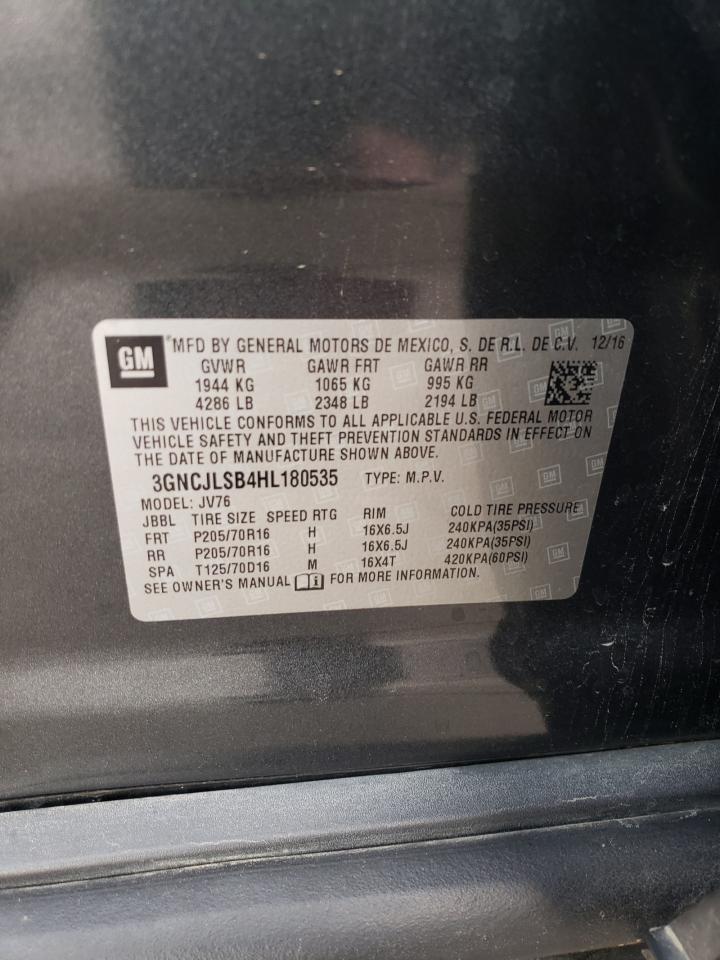 GM ® MFD BY GENERAL MOTORS DE MEXICO, S. DE R.L. DE C.V. 12/16
GVWR GAWR FRT GAWR RR
1944 KG 1065 KG 995 KG
4286 LB 2348 LB 2194 LB
THIS VEHICLE CONFORMS TO ALL APPLICABLE U.S. FEDERAL MOTOR
VEHICLE SAFETY AND THEFT PREVENTION STANDARDS IN EFFECT ON
THE DATE OF MANUFACTURE SHOWN ABOVE.
3GNCJLSB4HL180535 TYPE: M.P.V.
MODEL: JV76
JBBL TIRE SIZE SPEED RTG RIM COLD TIRE PRESSURE
FRT P205/70R16 H 16X6.5J 240KPA(35PSI)
RR P205/70R16 H 16X6.5J 240KPA(35PSI)
SPA T125/70D16 M 16X4T 420KPA(60PSI)
SEE OWNER'S MANUAL i FOR MORE INFORMATION.